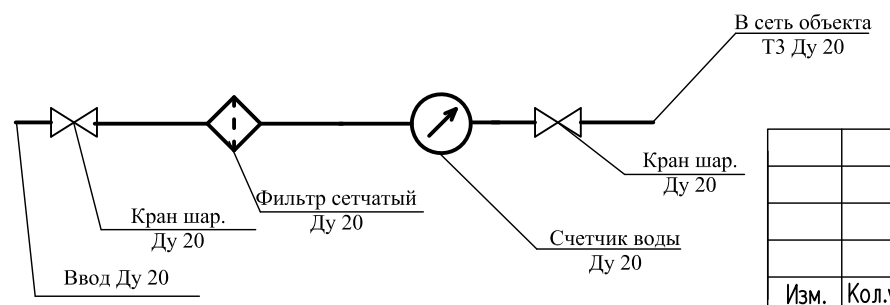 В сеть объекта
Т3 Ду 20
Кран шар.
Ду 20
Фильтр сетчатый
Ду 20
Кран шар.
Ду 20
Счетчик воды
Ду 20
Ввод Ду 20
Изм.
Кол.